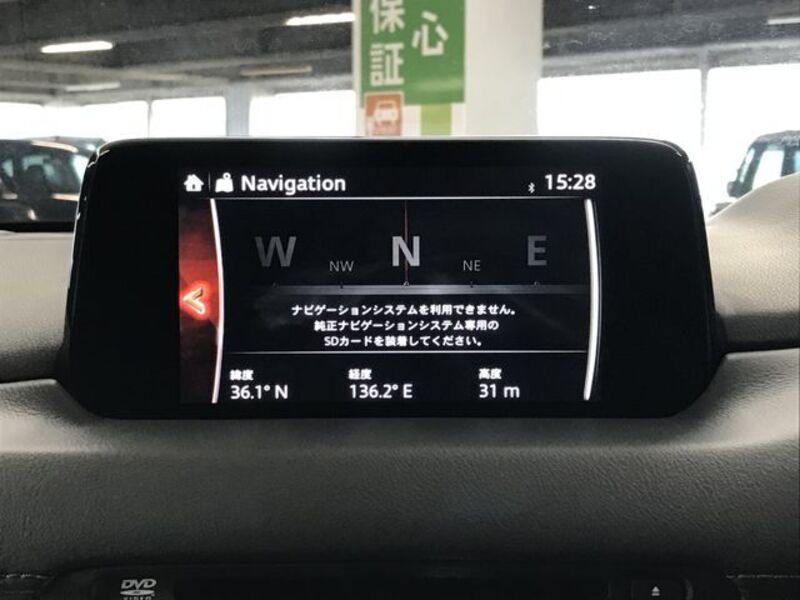 保証
心
Navigation
15:28
W
NW
N
NE
E
ナビゲーションシステムを利用できません。
純正ナビゲーションシステム専用の
SDカードを装着してください。
緯度
経度
高度
36.1° N
136.2° E
31 m
DVD
VIDEO